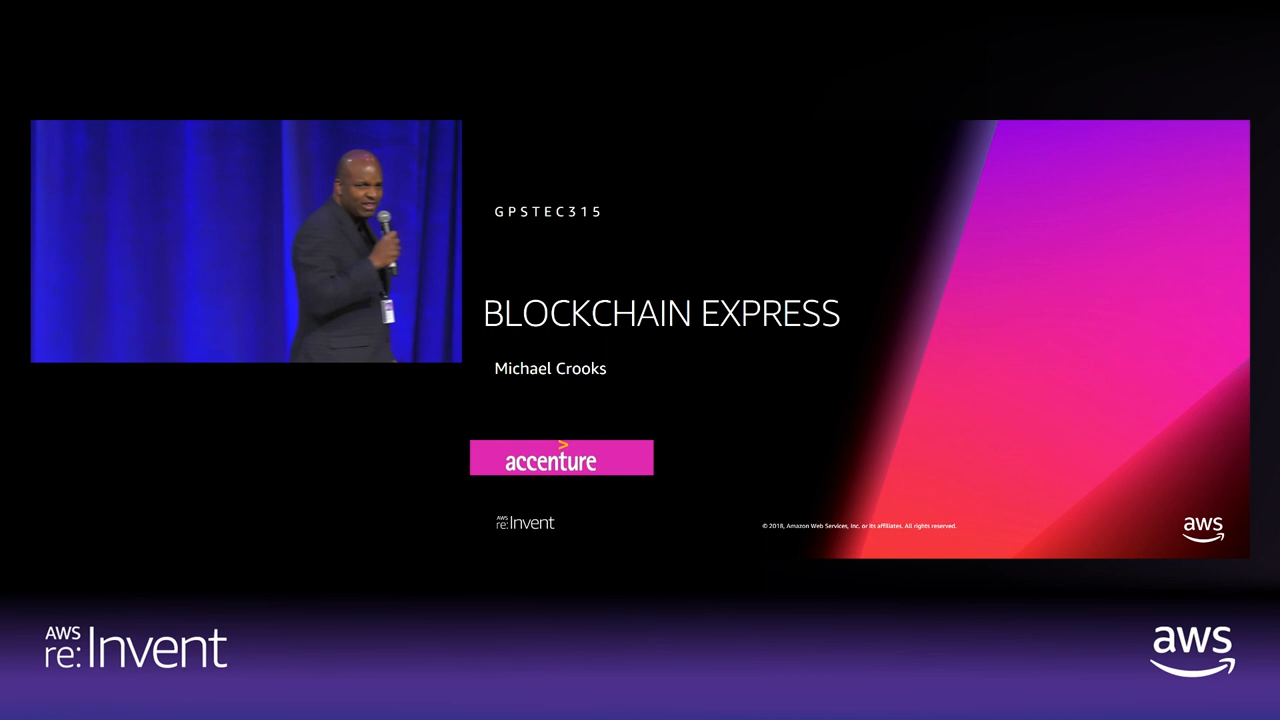 GPSTEC315
BLOCKCHAIN EXPRESS
Michael Crooks
>
accenture
AWS
re:Invent
© 2018, Amazon Web Services, Inc. or its affiliates. All rights reserved.
aws
AWS
re:Invent
aws